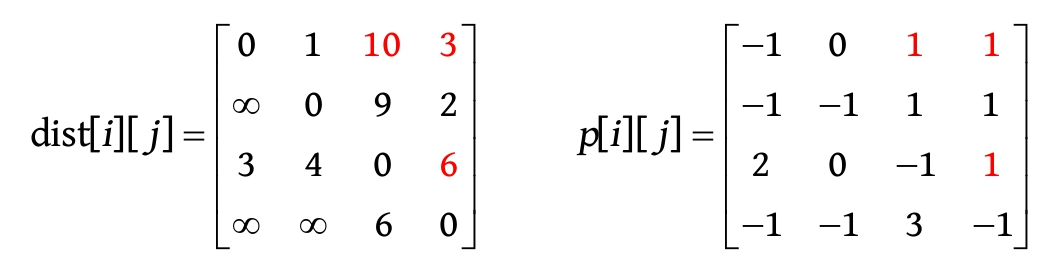 0 1 10 3 −1 0 1 1
∞ 0 9 2 −1 −1 1 1
dist[i][j]= 3 4 0 6 p[i][j]= 2 0 −1 1
∞ ∞ 6 0 −1 −1 3 −1